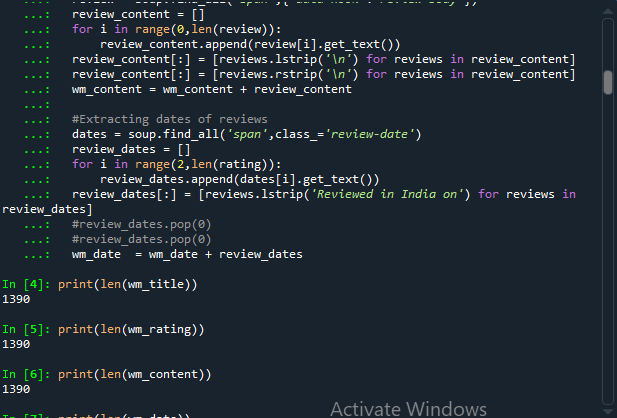 ...: review_content = []
...: for i in range(0,len(review)):
...:     review_content.append(review[i].get_text())
...: review_content[:] = [reviews.lstrip('\n') for reviews in review_content]
...: review_content[:] = [reviews.rstrip('\n') for reviews in review_content]
...: wm_content = wm_content + review_content
...:
...: #Extracting dates of reviews
...: dates = soup.find_all('span',class_='review-date')
...: review_dates = []
...: for i in range(2,len(rating)):
...:     review_dates.append(dates[i].get_text())
...: review_dates[:] = [reviews.lstrip('Reviewed in India on') for reviews in
review_dates]
...: #review_dates.pop(0)
...: #review_dates.pop(0)
...: wm_date  = wm_date + review_dates
In [4]: print(len(wm_title))
1390
In [5]: print(len(wm_rating))
1390
In [6]: print(len(wm_content))
1390
Activate Windows